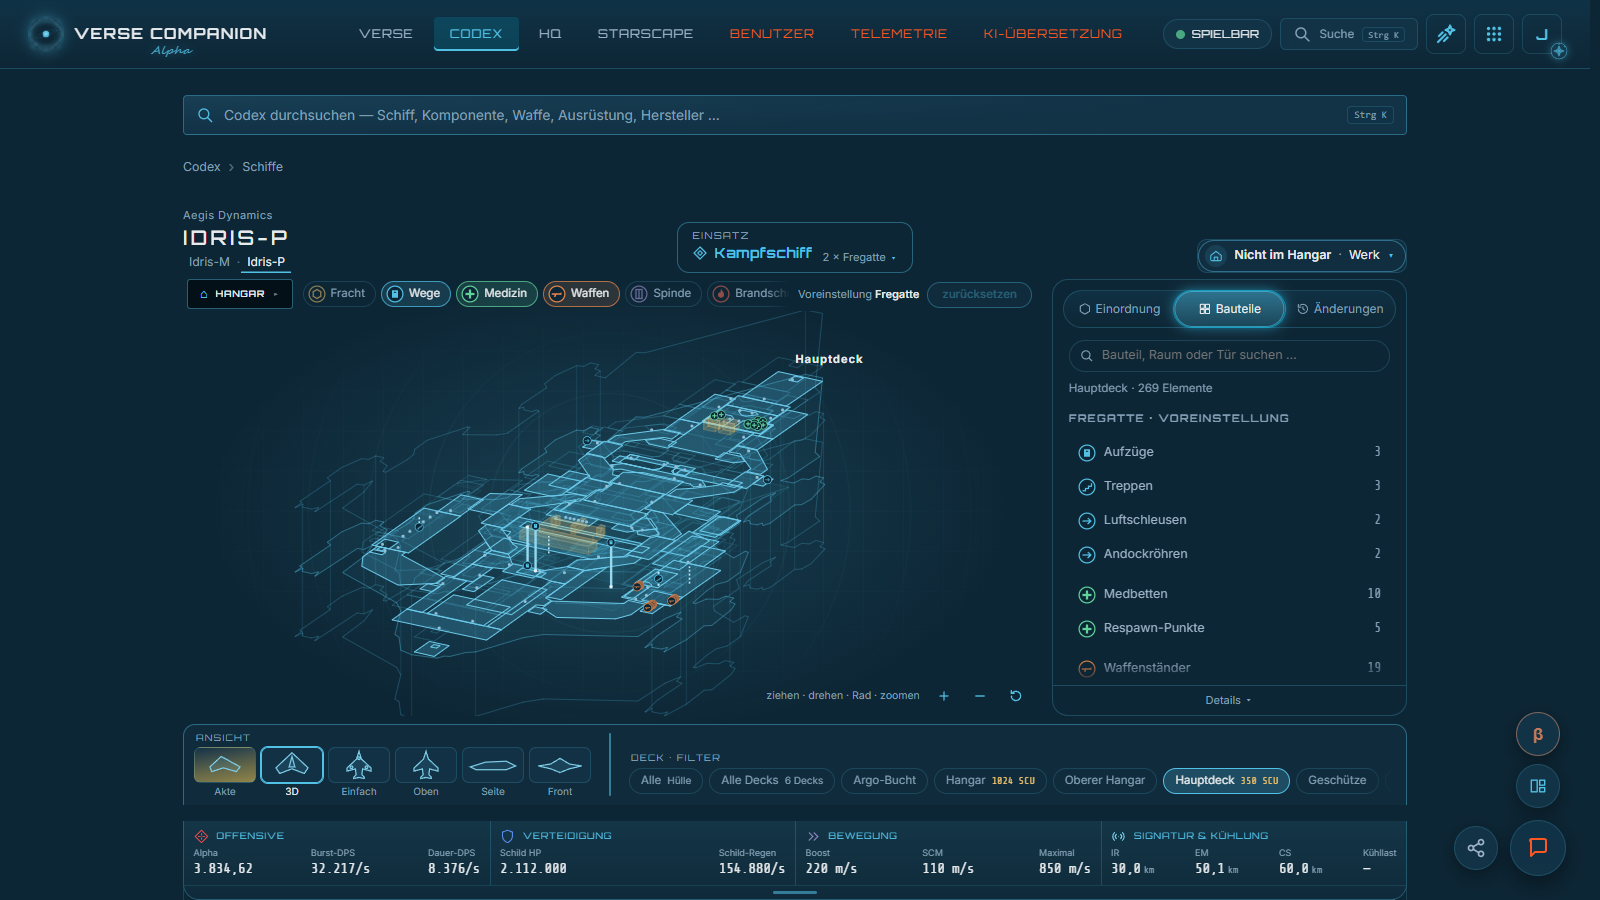 VERSE COMPANION
Alpha
VERSE
CODEX
HQ
STARSCAPE
BENUTZER
TELEMETRIE
KI-ÜBERSETZUNG
SPIELBAR
Suche
Strg K
Codex durchsuchen — Schiff, Komponente, Waffe, Ausrüstung, Hersteller ...
Strg K
Codex › Schiffe
Aegis Dynamics
IDRIS-P
Idris-M · Idris-P
EINSATZ
Kampfschiff
2 × Fregatte
Nicht im Hangar · Werk
HANGAR
Fracht
Wege
Medizin
Waffen
Spinde
Brandsch
Voreinstellung Fregatte
zurücksetzen
Hauptdeck
ziehen · drehen · Rad · zoomen
Einordnung
Bauteile
Änderungen
Bauteil, Raum oder Tür suchen ...
Hauptdeck · 269 Elemente
FREGATTE · VOREINSTELLUNG
Aufzüge 3
Treppen 3
Luftschleusen 2
Andockröhren 2
Medbetten 10
Respawn-Punkte 5
Waffenständer 19
Details
ANSICHT
Akte
3D
Einfach
Oben
Seite
Front
DECK · FILTER
Alle Hülle
Alle Decks 6 Decks
Argo-Bucht
Hangar 1024 SCU
Oberer Hangar
Hauptdeck 350 SCU
Geschütze
OFFENSIVE
Alpha
3.834,62
Burst-DPS
32.217/s
Dauer-DPS
8.376/s
VERTEIDIGUNG
Schild HP
2.112.000
Schild-Regen
154.880/s
BEWEGUNG
Boost
220 m/s
SCM
110 m/s
Maximal
850 m/s
SIGNATUR & KÜHLUNG
IR
30,0 km
EM
50,1 km
CS
60,0 km
Kühllast
—
β